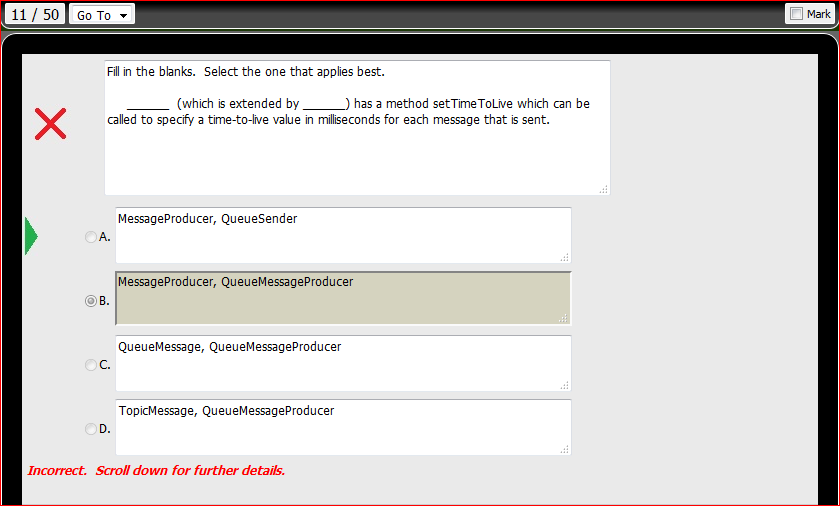 11 / 50 Go To Mark
Fill in the blanks.  Select the one that applies best.
______ (which is extended by ______) has a method setTimeToLive which can be
called to specify a time-to-live value in milliseconds for each message that is sent.
A. MessageProducer, QueueSender
B. MessageProducer, QueueMessageProducer
C. QueueMessage, QueueMessageProducer
D. TopicMessage, QueueMessageProducer
Incorrect.  Scroll down for further details.